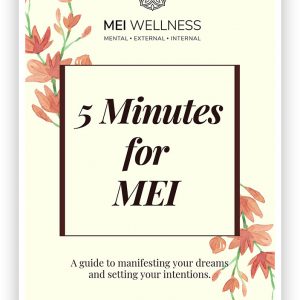 MEI WELLNESS
MENTAL • EXTERNAL • INTERNAL
5 Minutes
for
MEI
A guide to manifesting your dreams
and setting your intentions.